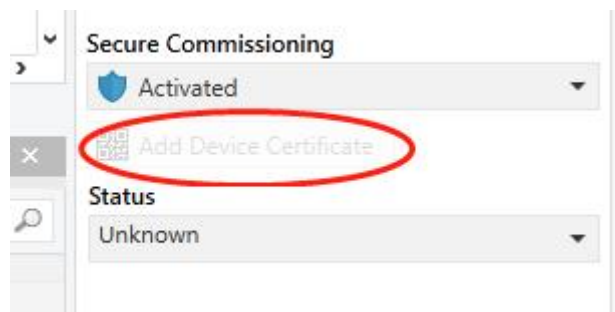 Secure Commissioning
Activated
Add Device Certificate
Status
Unknown